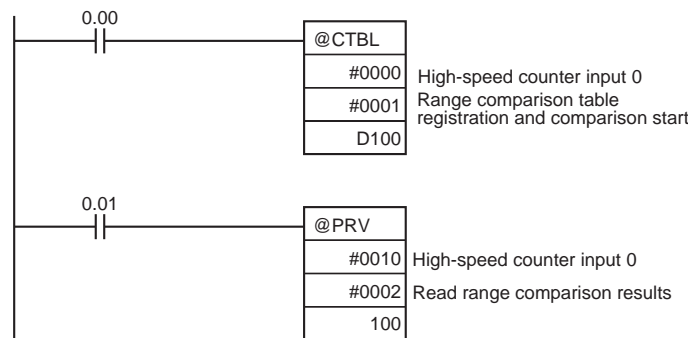 0.00
@CTBL
#0000 High-speed counter input 0
#0001 Range comparison table
registration and comparison start
D100
0.01
@PRV
#0010 High-speed counter input 0
#0002 Read range comparison results
100